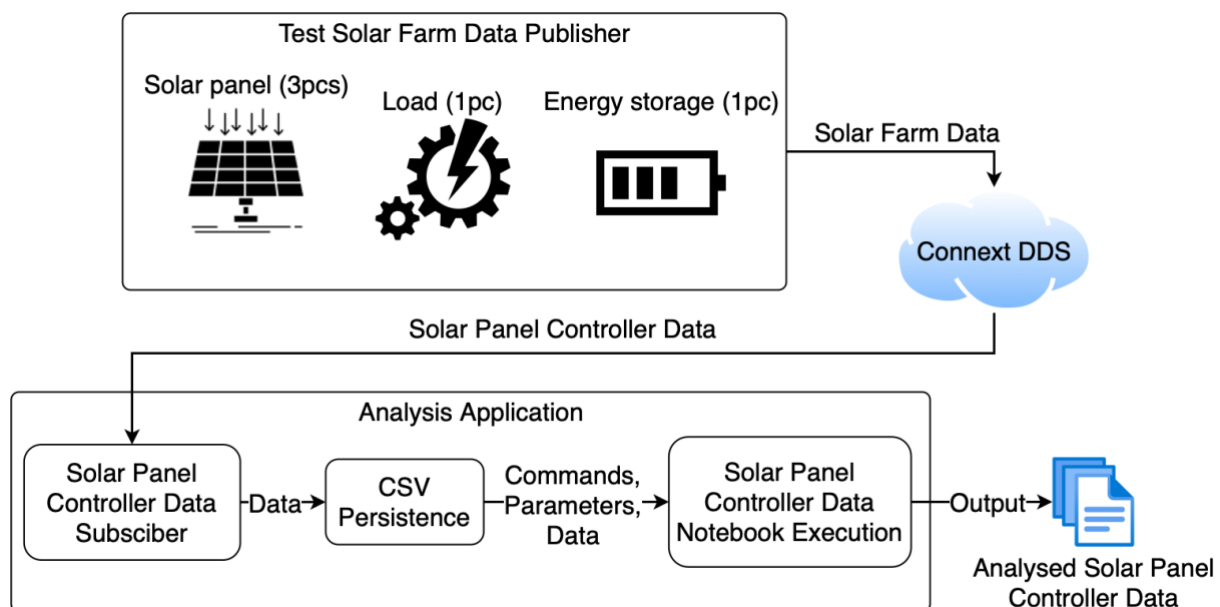 Test Solar Farm Data Publisher
Solar panel (3pcs)
Load (1pc)
Energy storage (1pc)
Solar Farm Data
Connext DDS
Solar Panel Controller Data
Analysis Application
Solar Panel
Controller Data
Subsciber
Data
CSV
Persistence
Commands,
Parameters,
Data
Solar Panel
Controller Data
Notebook Execution
Output
Analysed Solar Panel
Controller Data